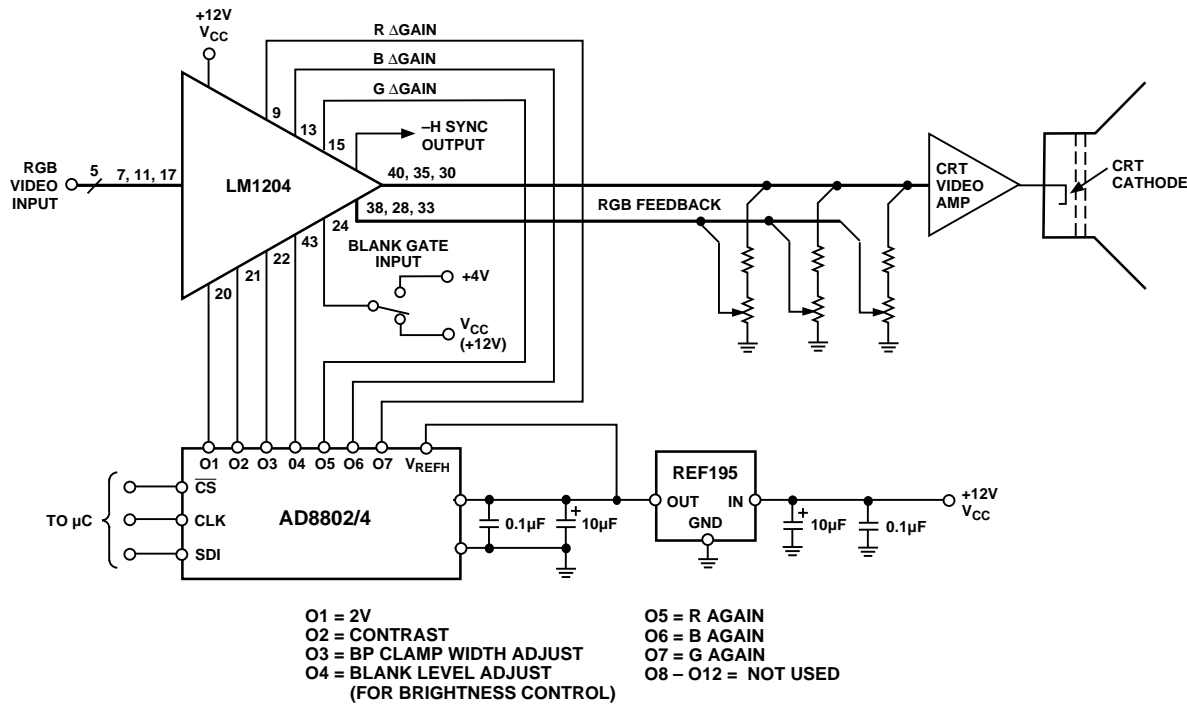 +12V
VCC
R ΔGAIN
B ΔGAIN
G ΔGAIN
9
13
15
–H SYNC
OUTPUT
RGB
VIDEO
INPUT
5
7, 11, 17
LM1204
40, 35, 30
38, 28, 33
RGB FEEDBACK
CRT
VIDEO
AMP
CRT
CATHODE
24
43
22
21
20
BLANK GATE
INPUT
+4V
VCC
(+12V)
O1 O2 O3 04 O5 O6 O7 VREFH
TO µC
CS
CLK
SDI
AD8802/4
0.1µF
10µF
REF195
OUT IN
GND
10µF
0.1µF
+12V
VCC
O1 = 2V
O2 = CONTRAST
O3 = BP CLAMP WIDTH ADJUST
O4 = BLANK LEVEL ADJUST
(FOR BRIGHTNESS CONTROL)
O5 = R AGAIN
O6 = B AGAIN
O7 = G AGAIN
O8 – O12 = NOT USED